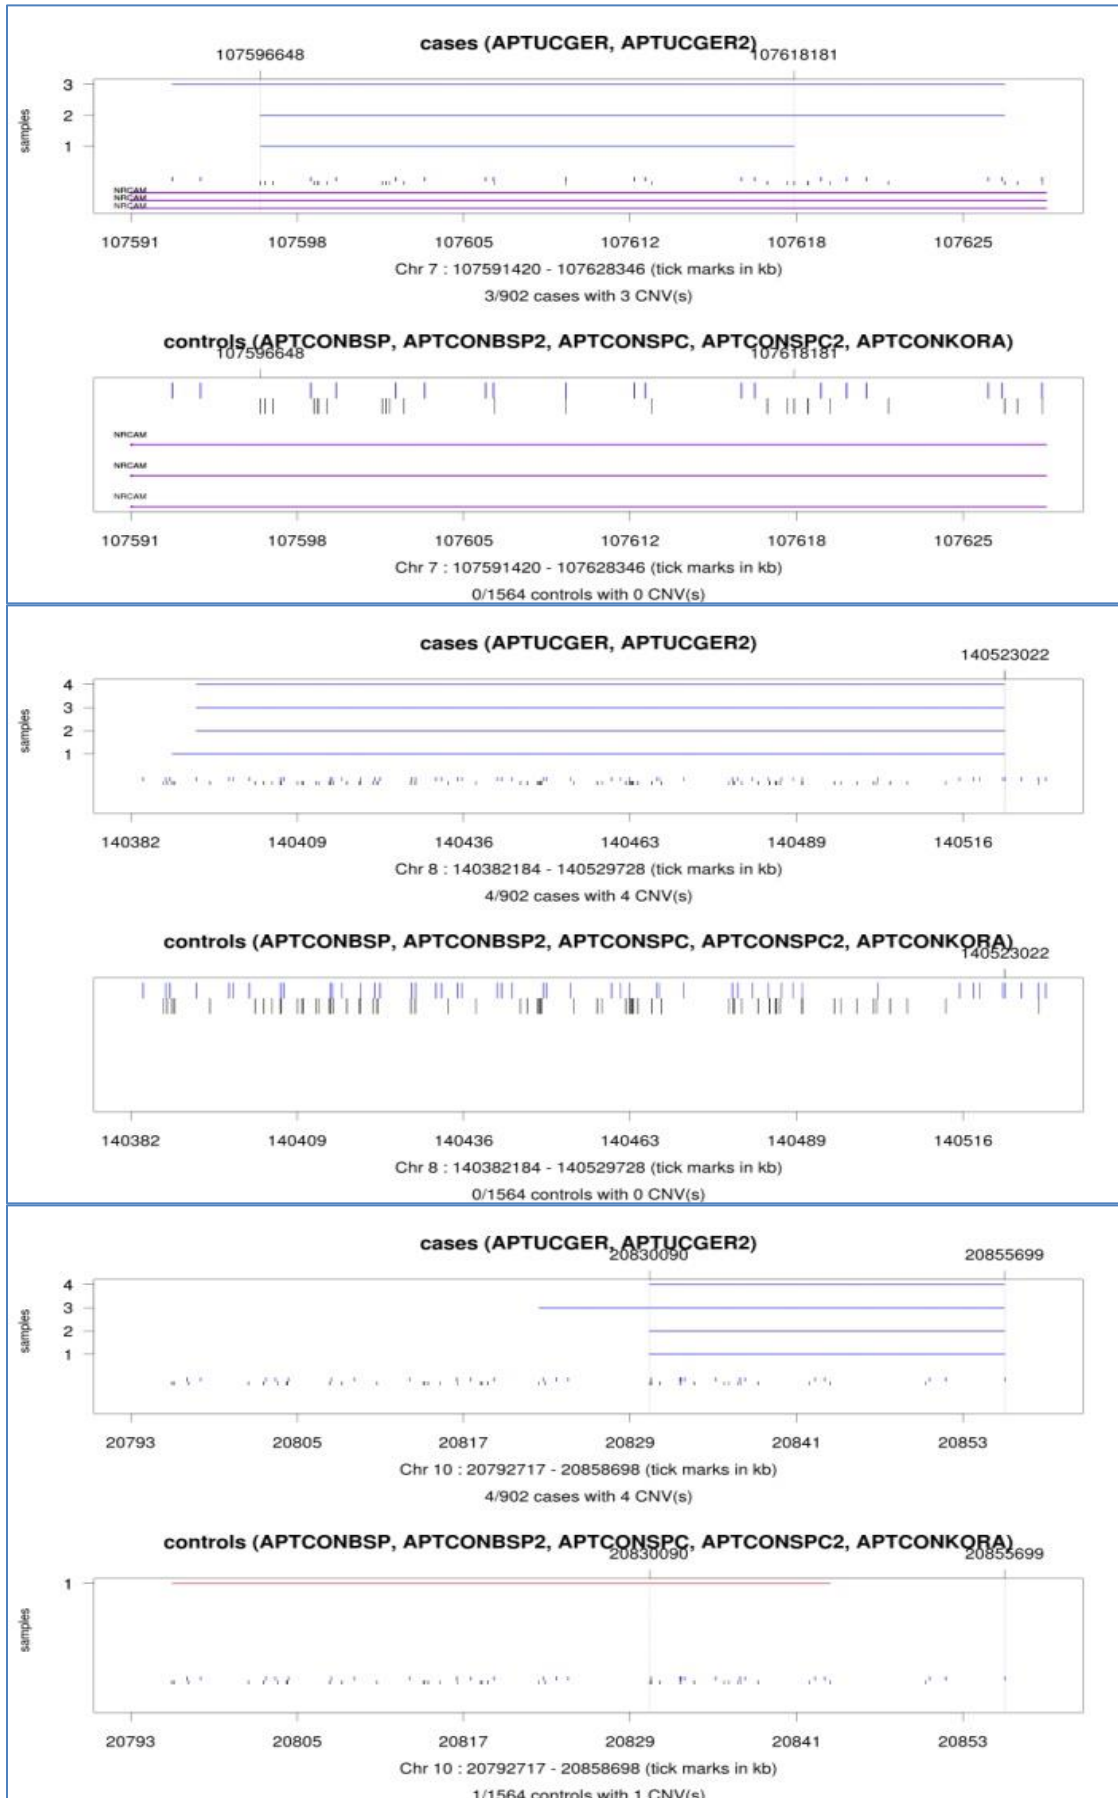 cases (APTUCGER, APTUCGER2)
107596648 107618181
3
2
1
samples
NRCAM
NRCAM
NRCAM
107591 107598 107605 107612 107618 107625
Chr 7 : 107591420 - 107628346 (tick marks in kb)
3/902 cases with 3 CNV(s)
controls (APTCONBSP, APTCONBSP2, APTCONSPC, APTCONSPC2, APTCONKORA)
107596648 107618181
NRCAM
NRCAM
NRCAM
107591 107598 107605 107612 107618 107625
Chr 7 : 107591420 - 107628346 (tick marks in kb)
0/1564 controls with 0 CNV(s)
cases (APTUCGER, APTUCGER2)
140523022
4
3
2
1
samples
140382 140409 140436 140463 140489 140516
Chr 8 : 140382184 - 140529728 (tick marks in kb)
4/902 cases with 4 CNV(s)
controls (APTCONBSP, APTCONBSP2, APTCONSPC, APTCONSPC2, APTCONKORA)
140523022
140382 140409 140436 140463 140489 140516
Chr 8 : 140382184 - 140529728 (tick marks in kb)
0/1564 controls with 0 CNV(s)
cases (APTUCGER, APTUCGER2)
20830090 20855699
4
3
2
1
samples
20793 20805 20817 20829 20841 20853
Chr 10 : 20792717 - 20858698 (tick marks in kb)
4/902 cases with 4 CNV(s)
controls (APTCONBSP, APTCONBSP2, APTCONSPC, APTCONSPC2, APTCONKORA)
20830090 20855699
1
samples
20793 20805 20817 20829 20841 20853
Chr 10 : 20792717 - 20858698 (tick marks in kb)
1/1564 controls with 1 CNV(s)